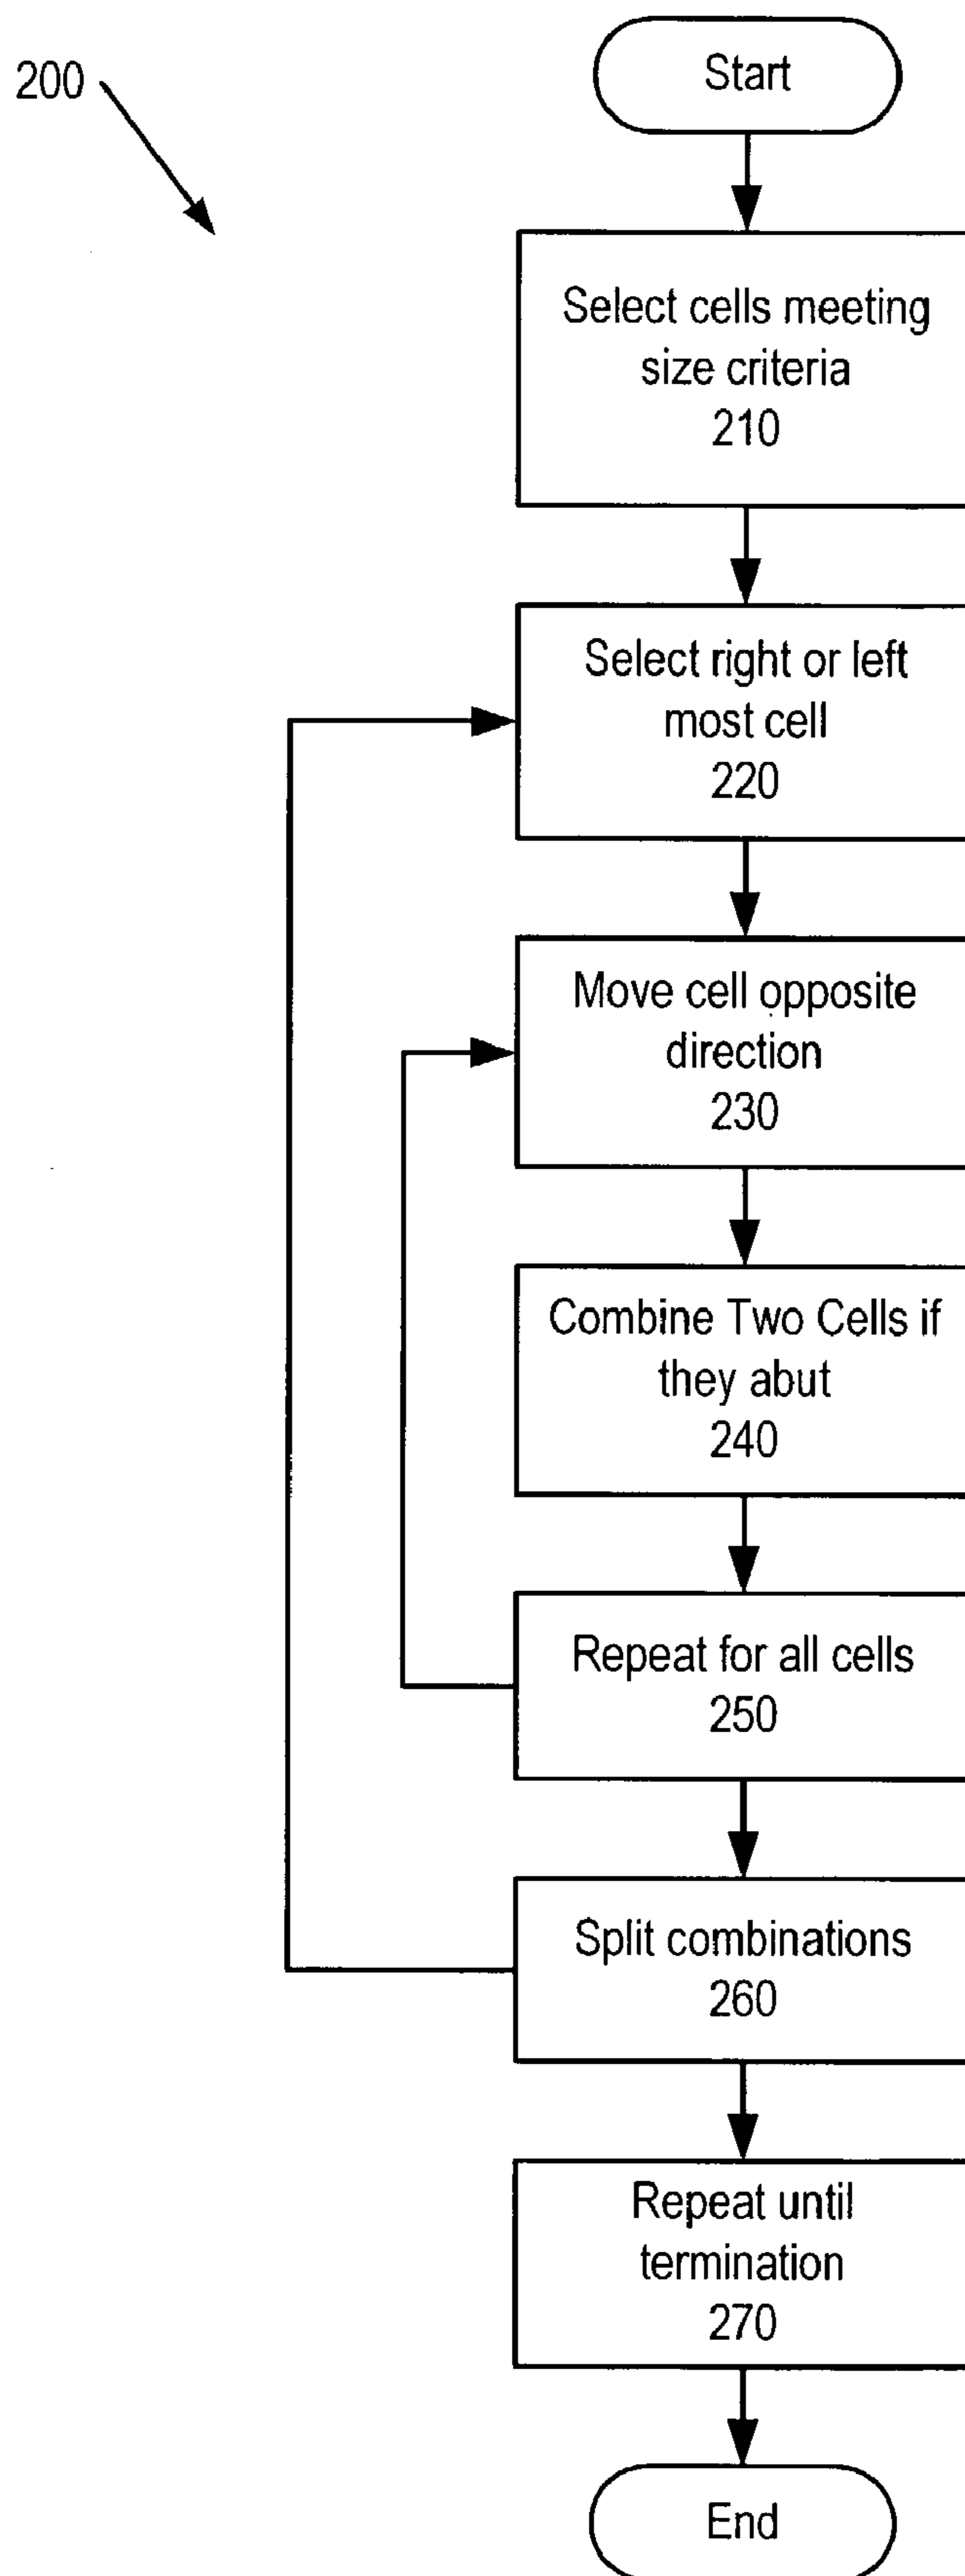 200
Start
Select cells meeting
size criteria
210
Select right or left
most cell
220
Move cell opposite
direction
230
Combine Two Cells if
they abut
240
Repeat for all cells
250
Split combinations
260
Repeat until
termination
270
End